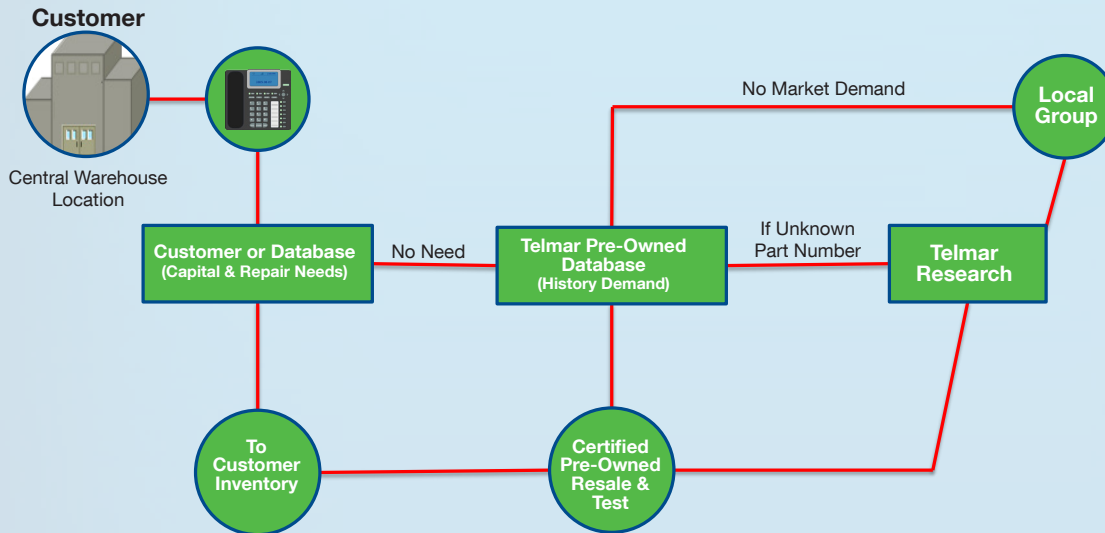 Customer
Central Warehouse
Location
No Market Demand
Local
Group
Customer or Database
(Capital & Repair Needs)
No Need
Telmar Pre-Owned
Database
(History Demand)
If Unknown
Part Number
Telmar
Research
To
Customer
Inventory
Certified
Pre-Owned
Resale &
Test